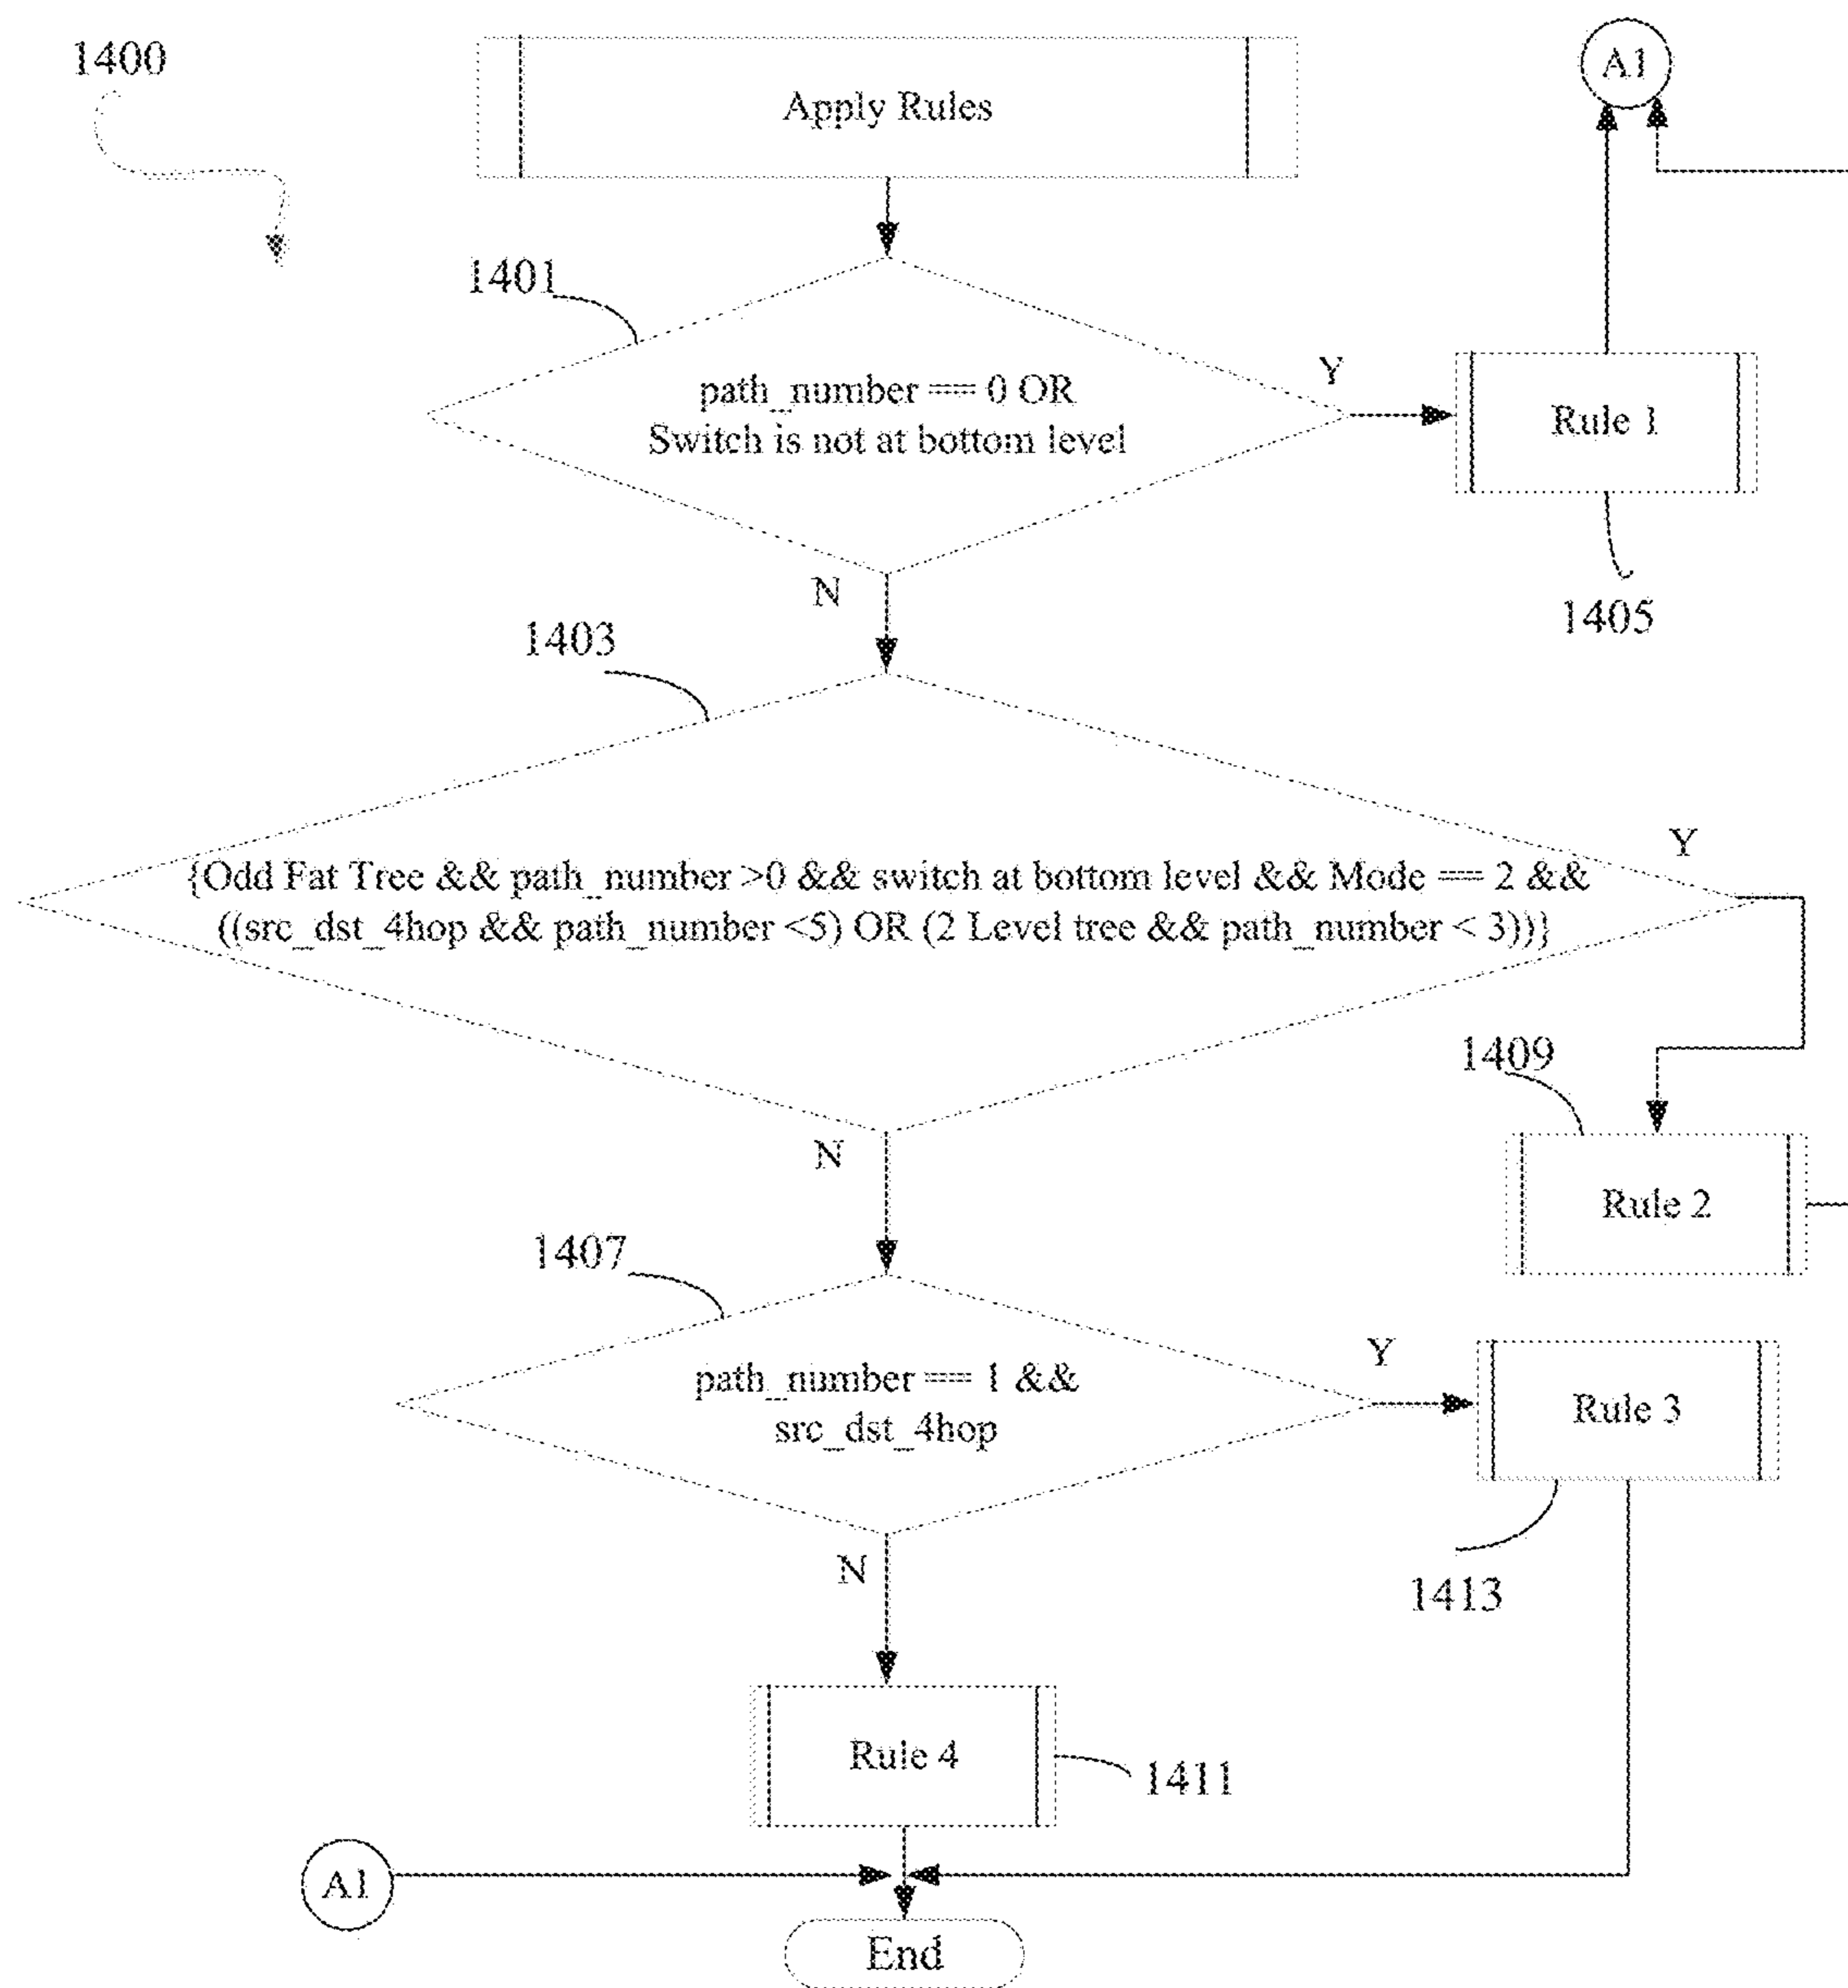 1400
Apply Rules
A1
1401
path_number == 0 OR
Switch is not at bottom level
Y
Rule 1
N
1405
1403
{Odd Fat Tree && path_number >0 && switch at bottom level && Mode == 2 &&
((src_dst_4hop && path_number <5) OR (2 Level tree && path_number < 3))}
Y
1409
N
Rule 2
1407
path_number == 1 &&
src_dst_4hop
Y
Rule 3
N
1413
Rule 4
1411
A1
End